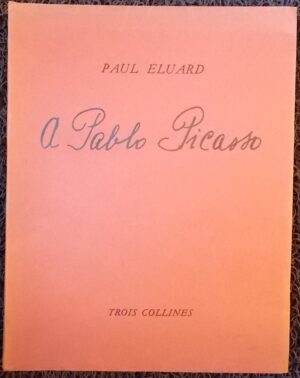 PAUL ELUARD
A Pablo Picasso
TROIS COLLINES